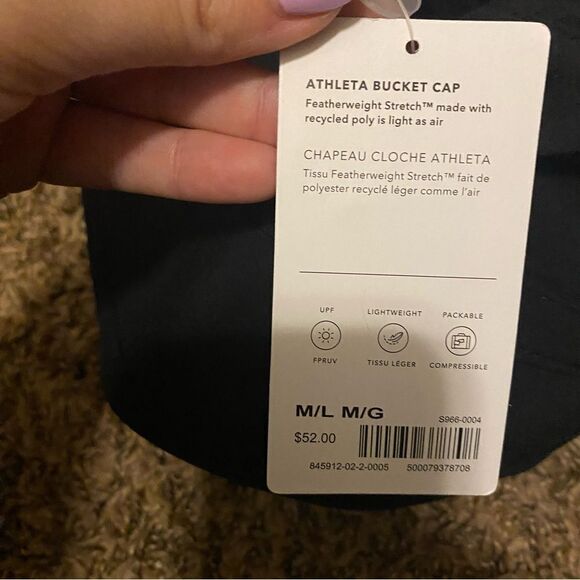 ATHLETA BUCKET CAP
Featherweight Stretch™ made with
recycled poly is light as air
CHAPEAU CLOCHE ATHLETA
Tissu Featherweight Stretch™ fait de
polyester recyclé léger comme l'air
UPF LIGHTWEIGHT PACKABLE
FPRUV TISSU LÉGER COMPRESSIBLE
M/L M/G
S966-0004
$52.00
845912-02-2-0005 500079378708